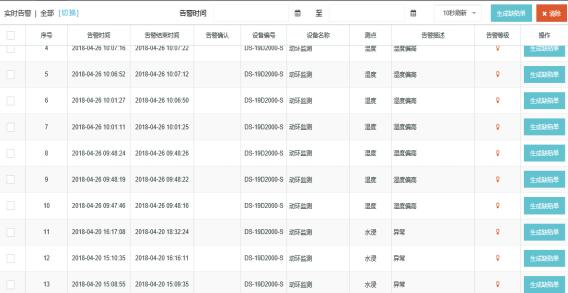 实时告警 | 全部 [切换] 告警时间 至 10秒刷新 生成缺陷单 ✖ 清除
序号 告警时间 告警结束时间 告警确认 设备编号 设备名称 测点 告警描述 告警等级 操作
4 2018-04-26 10:07:16 2018-04-26 10:07:22 DS-19D2000-S 动环监测 温度 温度偏高 生成缺陷单
5 2018-04-26 10:06:52 2018-04-26 10:07:12 DS-19D2000-S 动环监测 温度 温度偏高 生成缺陷单
6 2018-04-26 10:01:27 2018-04-26 10:06:50 DS-19D2000-S 动环监测 温度 温度偏高 生成缺陷单
7 2018-04-26 10:01:11 2018-04-26 10:01:25 DS-19D2000-S 动环监测 温度 温度偏高 生成缺陷单
8 2018-04-26 09:48:24 2018-04-26 09:48:26 DS-19D2000-S 动环监测 温度 温度偏高 生成缺陷单
9 2018-04-26 09:48:19 2018-04-26 09:48:22 DS-19D2000-S 动环监测 温度 温度偏高 生成缺陷单
10 2018-04-26 09:47:46 2018-04-26 09:48:16 DS-19D2000-S 动环监测 温度 温度偏高 生成缺陷单
11 2018-04-20 16:17:08 2018-04-20 18:32:24 DS-19D2000-S 动环监测 水浸 异常 生成缺陷单
12 2018-04-20 15:10:35 2018-04-20 16:16:11 DS-19D2000-S 动环监测 水浸 异常 生成缺陷单
13 2018-04-20 15:08:55 2018-04-20 15:09:35 DS-19D2000-S 动环监测 水浸 异常 生成缺陷单